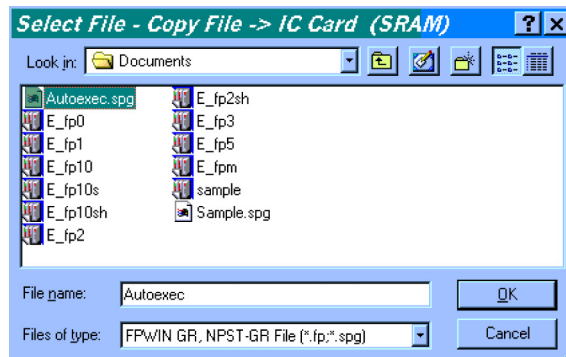 Select File - Copy File -> IC Card (SRAM)
Look in: Documents
Autoexec.spg
E_fp0
E_fp1
E_fp10
E_fp10s
E_fp10sh
E_fp2
E_fp2sh
E_fp3
E_fp5
E_fpm
sample
Sample.spg
File name: Autoexec OK
Files of type: FPWIN GR, NPST-GR File (*.fp;*.spg) Cancel